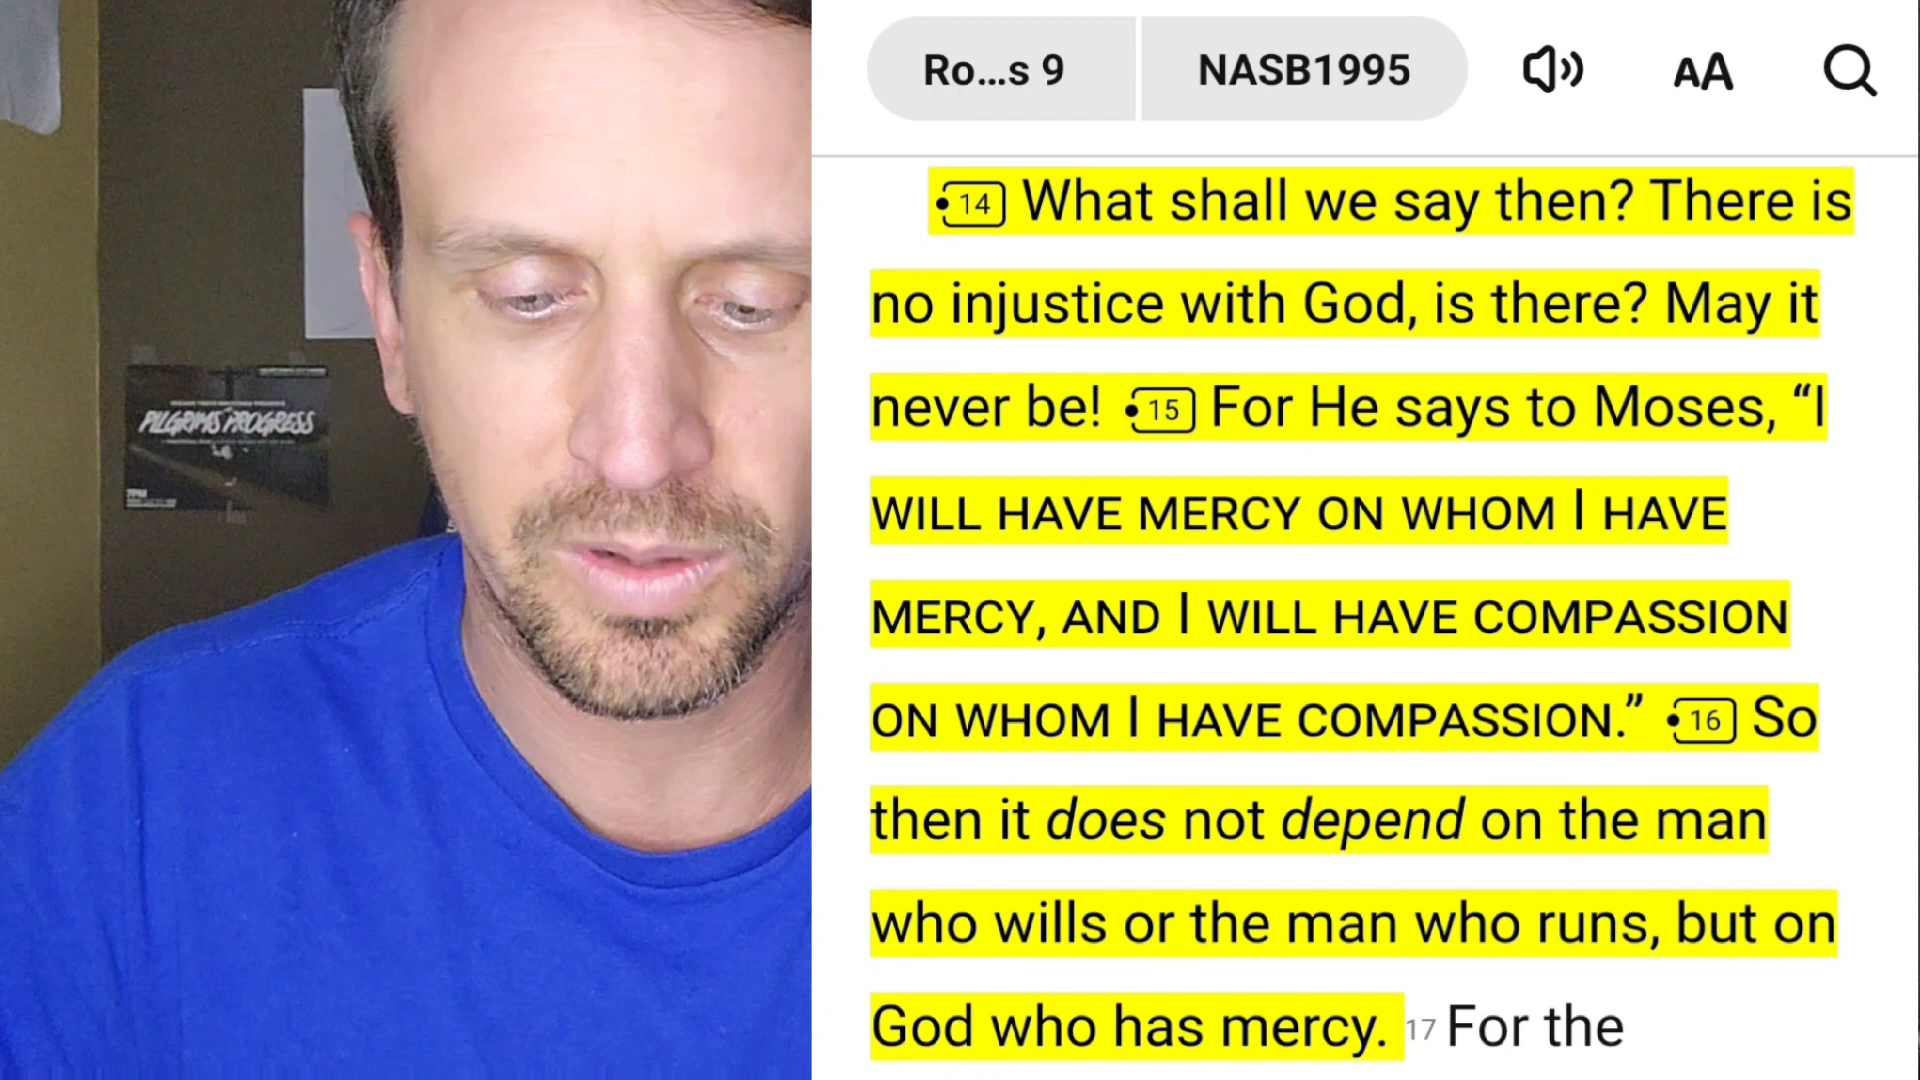 Ro...s 9 NASB1995 AA
14 What shall we say then? There is
no injustice with God, is there? May it
never be! 15 For He says to Moses, “I
WILL HAVE MERCY ON WHOM I HAVE
MERCY, AND I WILL HAVE COMPASSION
ON WHOM I HAVE COMPASSION.” 16 So
then it does not depend on the man
who wills or the man who runs, but on
God who has mercy. 17 For the
PILGRIMS PROGRESS